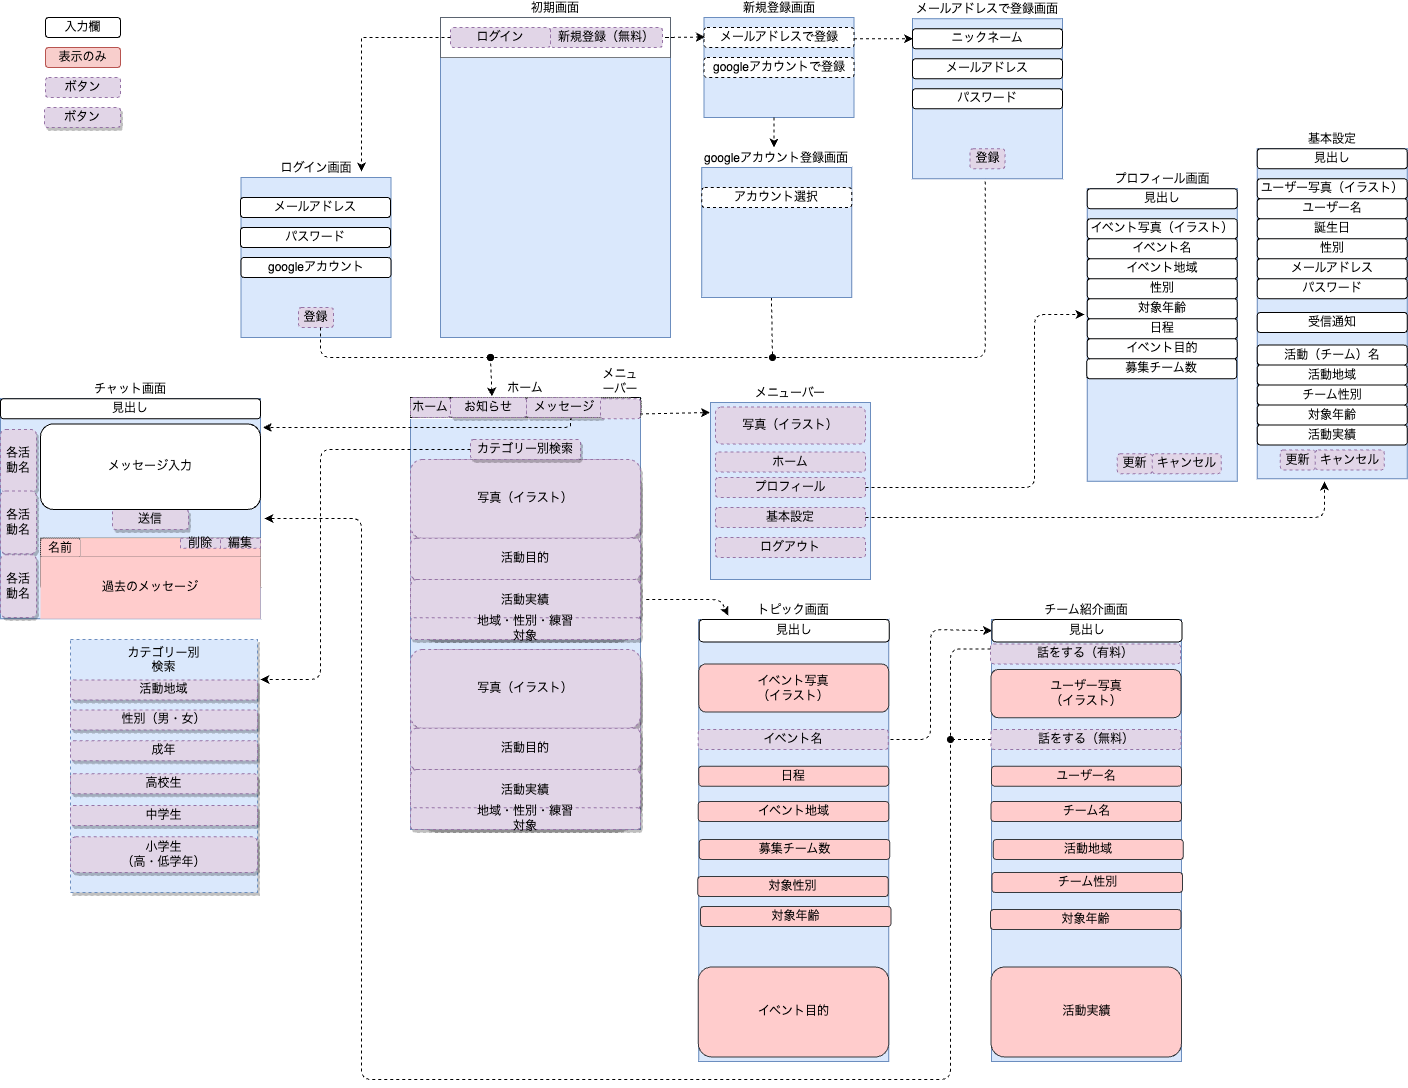 入力欄
表示のみ
ボタン
ボタン
初期画面
ログイン
新規登録（無料）
新規登録画面
メールアドレスで登録
googleアカウントで登録
メールアドレスで登録画面
ニックネーム
メールアドレス
パスワード
登録
googleアカウント登録画面
アカウント選択
ログイン画面
メールアドレス
パスワード
googleアカウント
登録
プロフィール画面
見出し
イベント写真（イラスト）
イベント名
イベント地域
性別
対象年齢
日程
イベント目的
募集チーム数
更新
キャンセル
基本設定
見出し
ユーザー写真（イラスト）
ユーザー名
誕生日
性別
メールアドレス
パスワード
受信通知
活動（チーム）名
活動地域
チーム性別
対象年齢
活動実績
更新
キャンセル
チャット画面
見出し
各活
動名
各活
動名
各活
動名
メッセージ入力
送信
名前
削除
編集
過去のメッセージ
ホーム
メニュ
ーバー
ホーム
お知らせ
メッセージ
カテゴリー別検索
写真（イラスト）
活動目的
活動実績
地域・性別・練習
対象
写真（イラスト）
活動目的
活動実績
地域・性別・練習
対象
メニューバー
写真（イラスト）
ホーム
プロフィール
基本設定
ログアウト
カテゴリー別
検索
活動地域
性別（男・女）
成年
高校生
中学生
小学生
（高・低学年）
トピック画面
見出し
イベント写真
（イラスト）
イベント名
日程
イベント地域
募集チーム数
対象性別
対象年齢
イベント目的
チーム紹介画面
見出し
話をする（有料）
ユーザー写真
（イラスト）
話をする（無料）
ユーザー名
チーム名
活動地域
チーム性別
対象年齢
活動実績